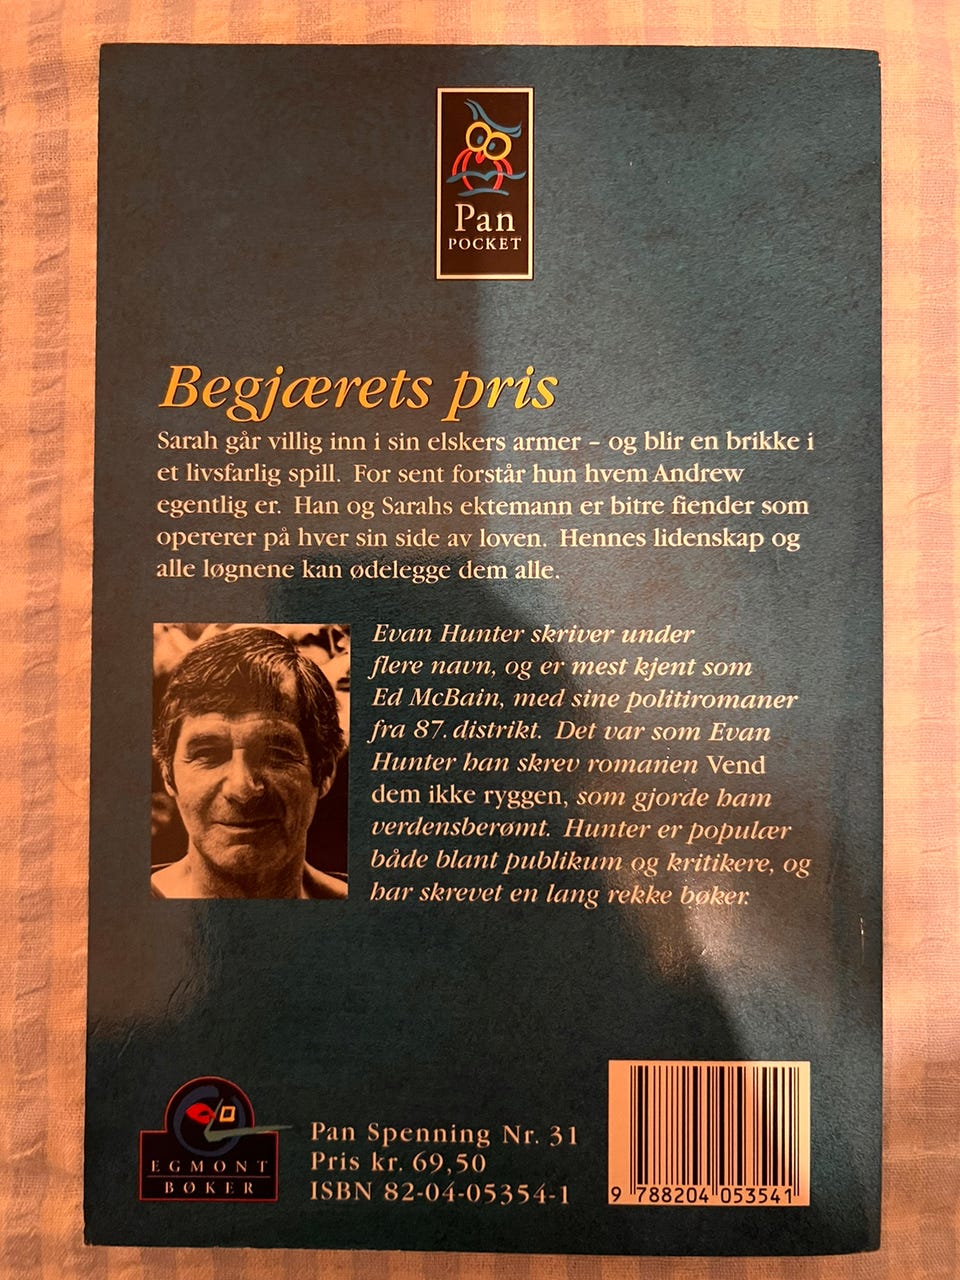 Pan
POCKET
Begjærets pris
Sarah går villig inn i sin elskers armer – og blir en brikke i
et livsfarlig spill. For sent forstår hun hvem Andrew
egentlig er. Han og Sarahs ektemann er bitre fiender som
opererer på hver sin side av loven. Hennes lidenskap og
alle løgnene kan ødelegge dem alle.
Evan Hunter skriver under
flere navn, og er mest kjent som
Ed McBain, med sine politiromaner
fra 87. distrikt. Det var som Evan
Hunter han skrev romanen Vend
dem ikke ryggen, som gjorde ham
verdensberømt. Hunter er populær
både blant publikum og kritikere, og
har skrevet en lang rekke bøker.
EGMONT
BØKER
Pan Spenning Nr. 31
Pris kr. 69,50
ISBN 82-04-05354-1
9 788204 053541